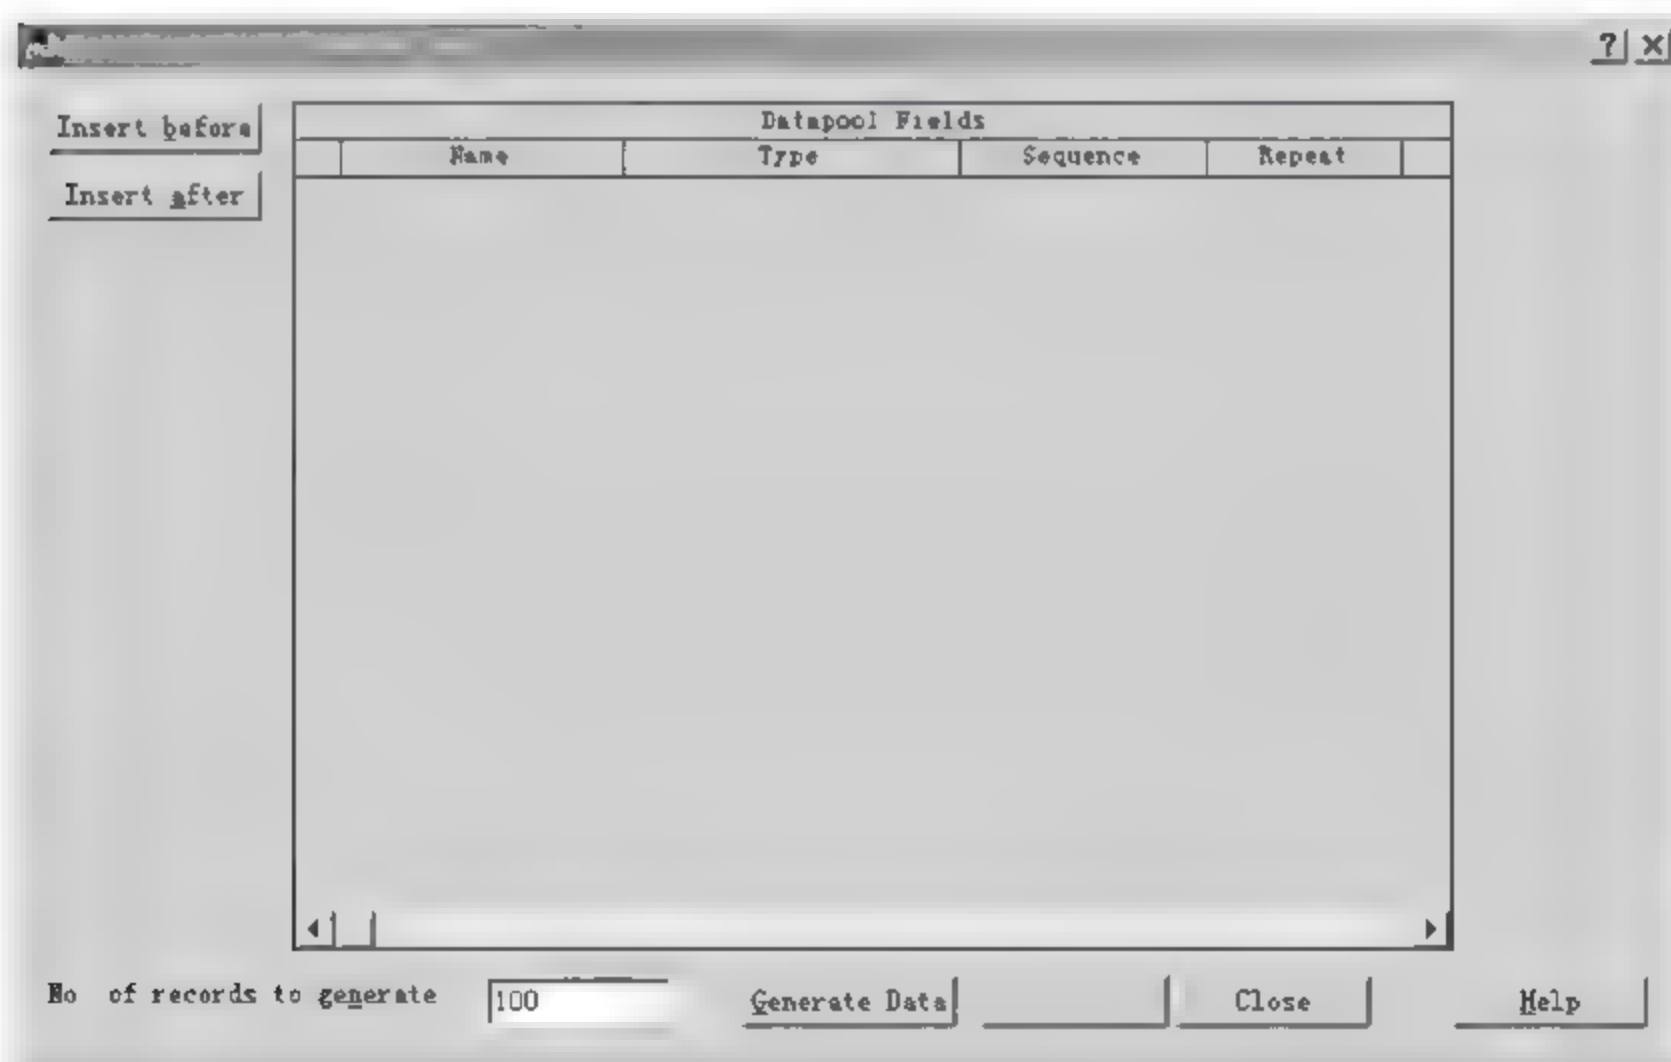 Insert before
Insert after
Datapool Fields
Name Type Sequence Repeat
No of records to generate 100 Generate Data Close Help